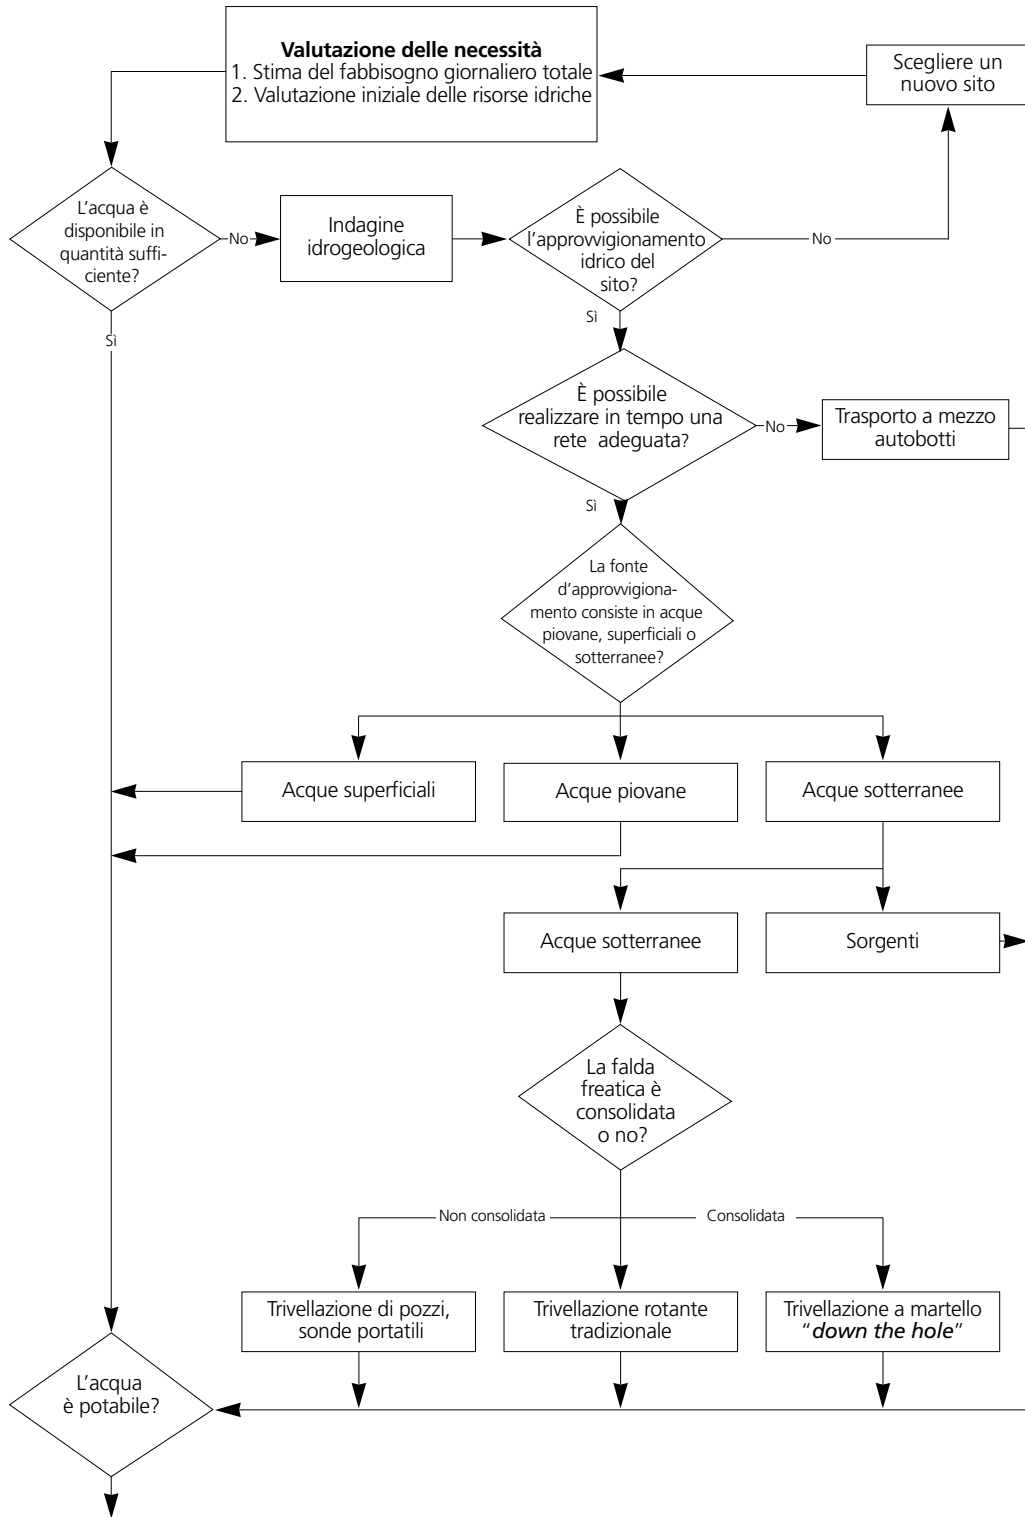 Valutazione delle necessità
1. Stima del fabbisogno giornaliero totale
2. Valutazione iniziale delle risorse idriche
Scegliere un
nuovo sito
L'acqua è
disponibile in
quantità suffi-
ciente?
No
Indagine
idrogeologica
È possibile
l'approvvigionamento
idrico del
sito?
No
Sì
Sì
È possibile
realizzare in tempo una
rete adeguata?
No
Trasporto a mezzo
autobotti
Sì
La fonte
d'approvvigiona-
mento consiste in acque
piovane, superficiali o
sotterranee?
Acque superficiali
Acque piovane
Acque sotterranee
Acque sotterranee
Sorgenti
La falda
freatica è
consolidata
o no?
Non consolidata
Consolidata
Trivellazione di pozzi,
sonde portatili
Trivellazione rotante
tradizionale
Trivellazione a martello
"down the hole"
L'acqua
è potabile?